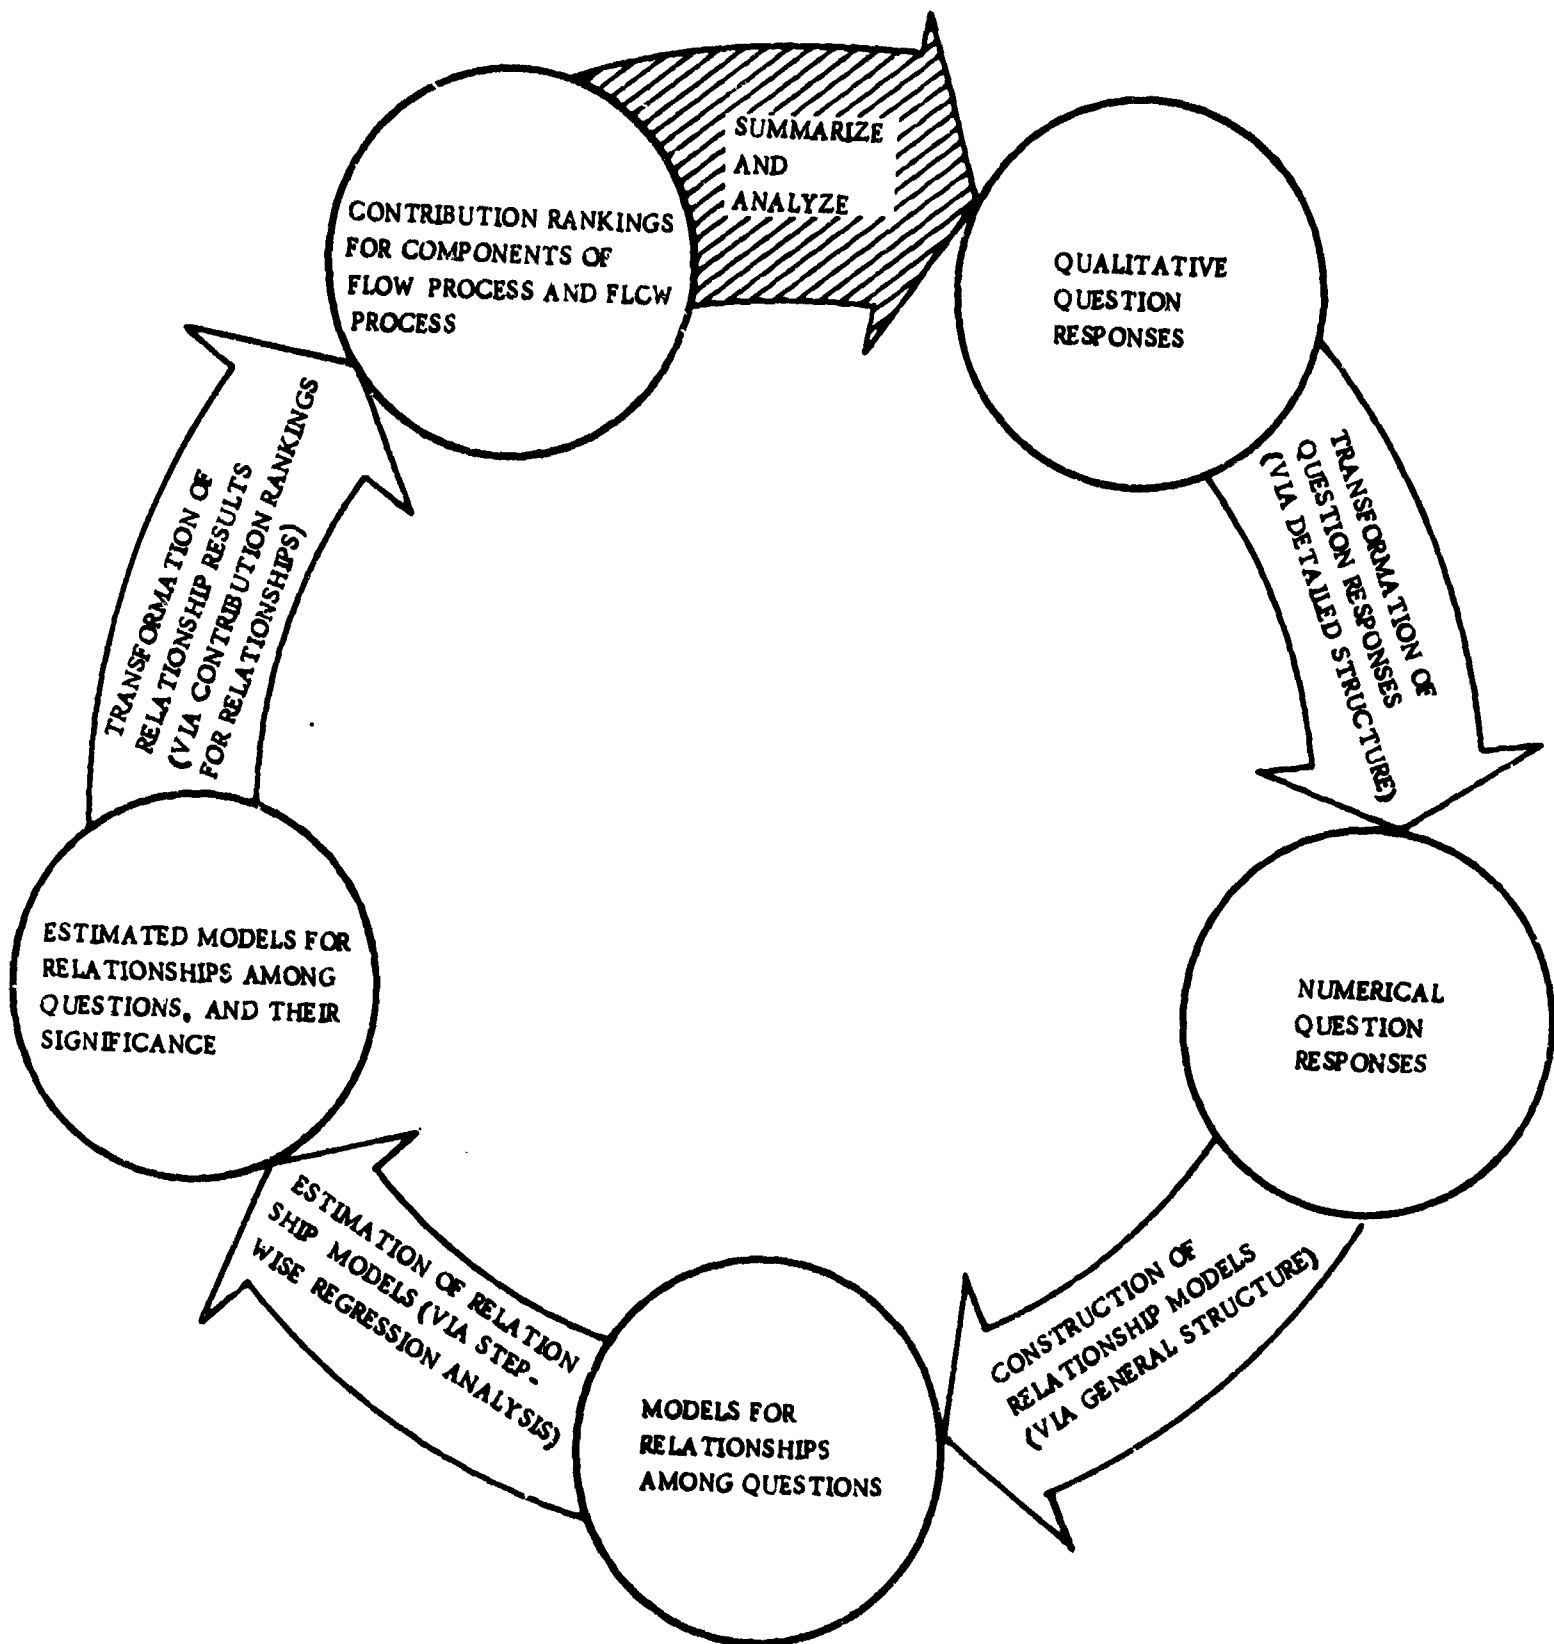 SUMMARIZE
AND
ANALYZE
CONTRIBUTION RANKINGS
FOR COMPONENTS OF
FLOW PROCESS AND FLCW
PROCESS
QUALITATIVE
QUESTION
RESPONSES
TRANSFORMATION OF
QUESTION RESPONSES
(VIA DETAILED STRUCTURE)
NUMERICAL
QUESTION
RESPONSES
CONSTRUCTION OF
RELATIONSHIP MODELS
(VIA GENERAL STRUCTURE)
MODELS FOR
RELATIONSHIPS
AMONG QUESTIONS
ESTIMATION OF RELATION
SHIP MODELS (VIA STEP-
WISE REGRESSION ANALYSIS)
ESTIMATED MODELS FOR
RELATIONSHIPS AMONG
QUESTIONS, AND THEIR
SIGNIFICANCE
TRANSFORMATION OF
RELATIONSHIP RESULTS
(VIA CONTRIBUTION RANKINGS
FOR RELATIONSHIPS)